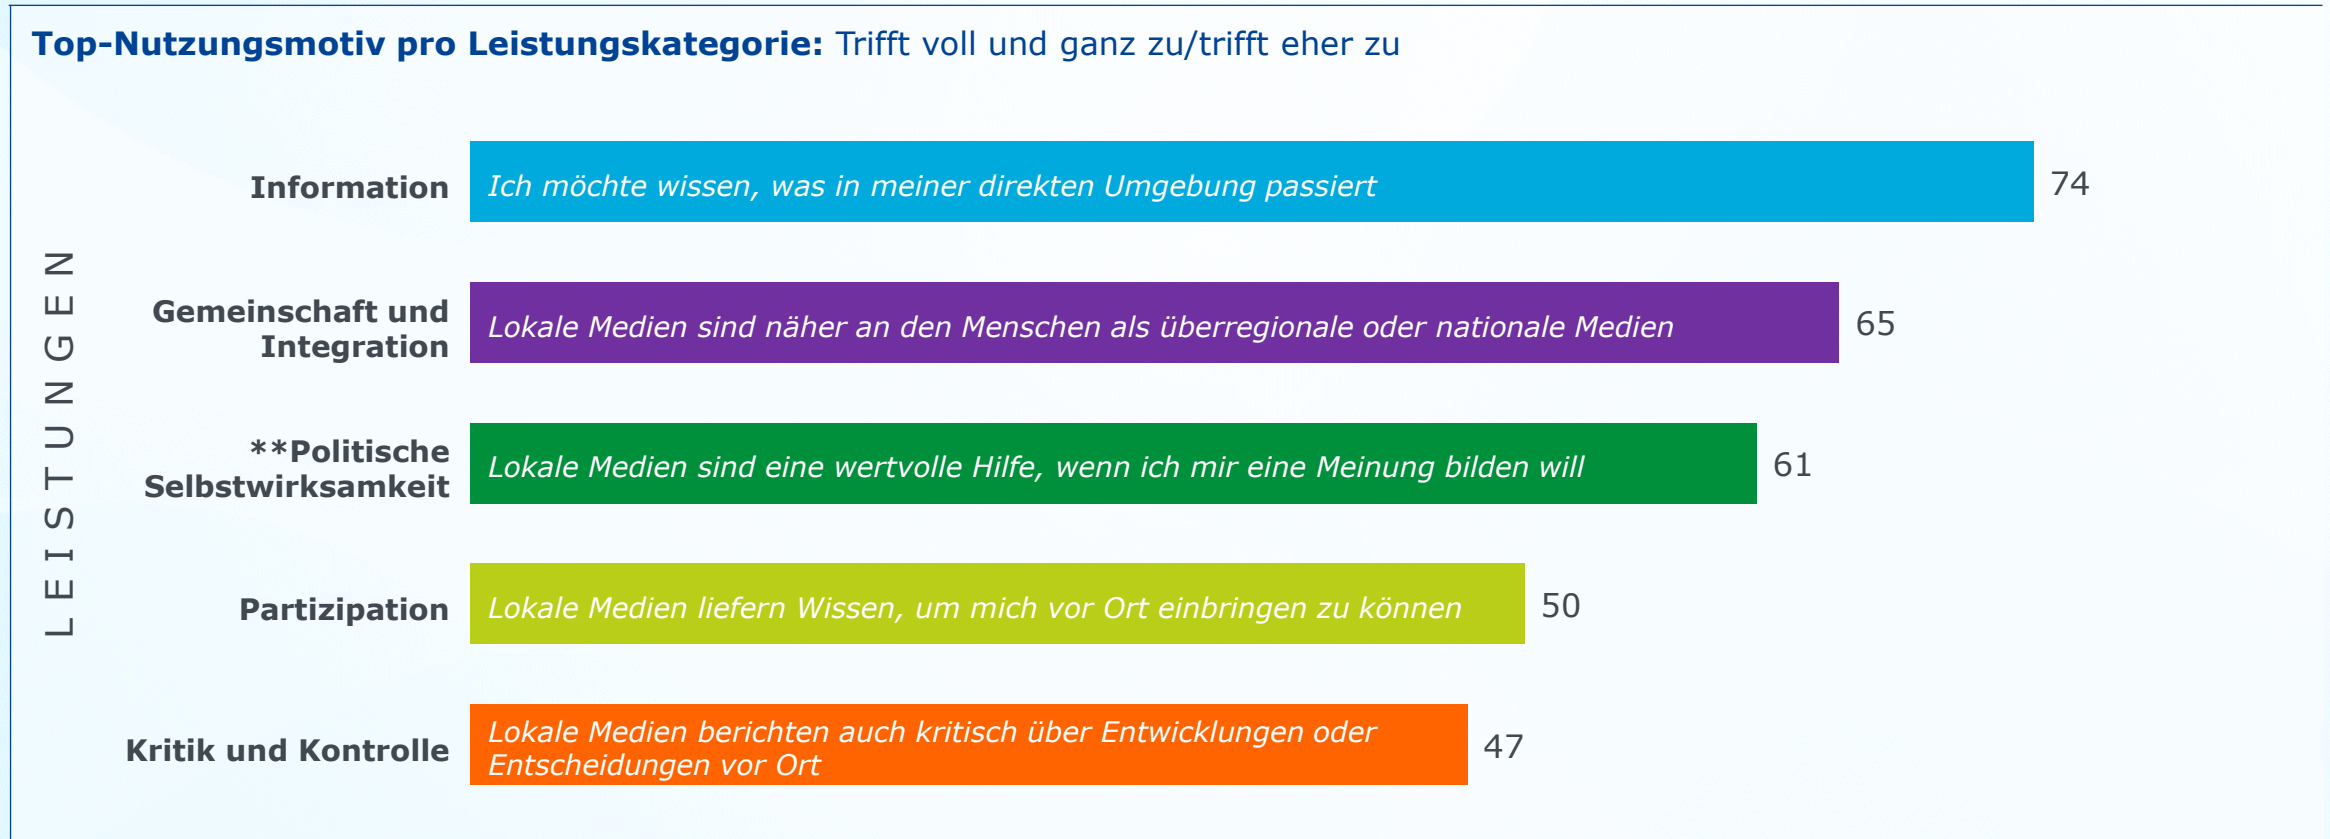 Top-Nutzungsmotiv pro Leistungskategorie: Trifft voll und ganz zu/trifft eher zu
LEISTUNGEN
Information
Ich möchte wissen, was in meiner direkten Umgebung passiert
74
Gemeinschaft und
Integration
Lokale Medien sind näher an den Menschen als überregionale oder nationale Medien
65
**Politische
Selbstwirksamkeit
Lokale Medien sind eine wertvolle Hilfe, wenn ich mir eine Meinung bilden will
61
Partizipation
Lokale Medien liefern Wissen, um mich vor Ort einbringen zu können
50
Kritik und Kontrolle
Lokale Medien berichten auch kritisch über Entwicklungen oder
Entscheidungen vor Ort
47